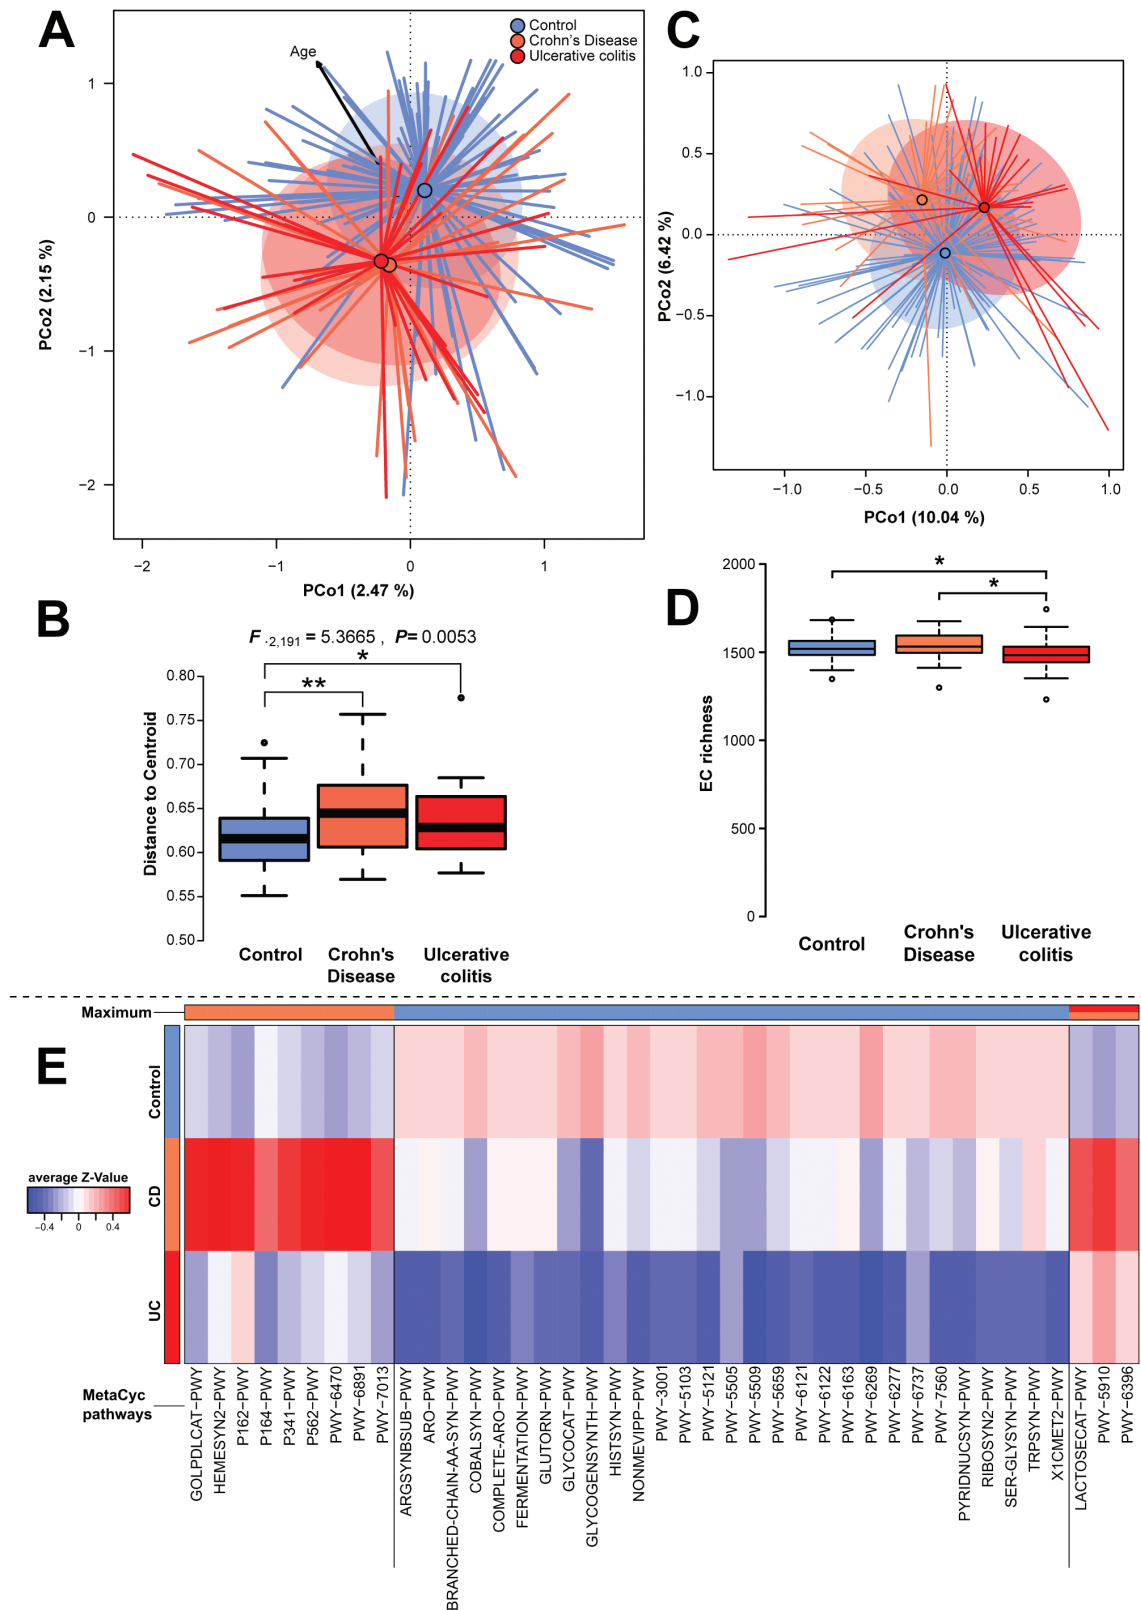 A
Age
Control
Crohn's Disease
Ulcerative colitis
1
0
−1
−2
PCo2 (2.15 %)
−2
−1
0
1
PCo1 (2.47 %)
C
1.0
0.5
0.0
−0.5
−1.0
PCo2 (6.42 %)
−1.0
−0.5
0.0
0.5
1.0
PCo1 (10.04 %)
B
F ·2,191 = 5.3665 , P= 0.0053
*
**
0.80
0.75
0.70
0.65
0.60
0.55
0.50
Distance to Centroid
Control
Crohn's
Disease
Ulcerative
colitis
D
*
*
2000
1500
1000
500
0
EC richness
Control
Crohn's
Disease
Ulcerative
colitis
E
Maximum
Control
CD
UC
average Z-Value
−0.4
0
0.4
MetaCyc
pathways
GOLPDLCAT−PWY
HEMESYN2−PWY
P162−PWY
P164−PWY
P341−PWY
P562−PWY
PWY−6470
PWY−6891
PWY−7013
ARGSYNBSUB−PWY
ARO−PWY
BRANCHED−CHAIN−AA−SYN−PWY
COBALSYN−PWY
COMPLETE−ARO−PWY
FERMENTATION−PWY
GLUTORN−PWY
GLYCOCAT−PWY
GLYCOGENSYNTH−PWY
HISTSYN−PWY
NONMEVIPP−PWY
PWY−3001
PWY−5103
PWY−5121
PWY−5505
PWY−5509
PWY−5659
PWY−6121
PWY−6122
PWY−6163
PWY−6269
PWY−6277
PWY−6737
PWY−7560
PYRIDNUCSYN−PWY
RIBOSYN2−PWY
SER−GLYSYN−PWY
TRPSYN−PWY
X1CMET2−PWY
LACTOSECAT−PWY
PWY−5910
PWY−6396